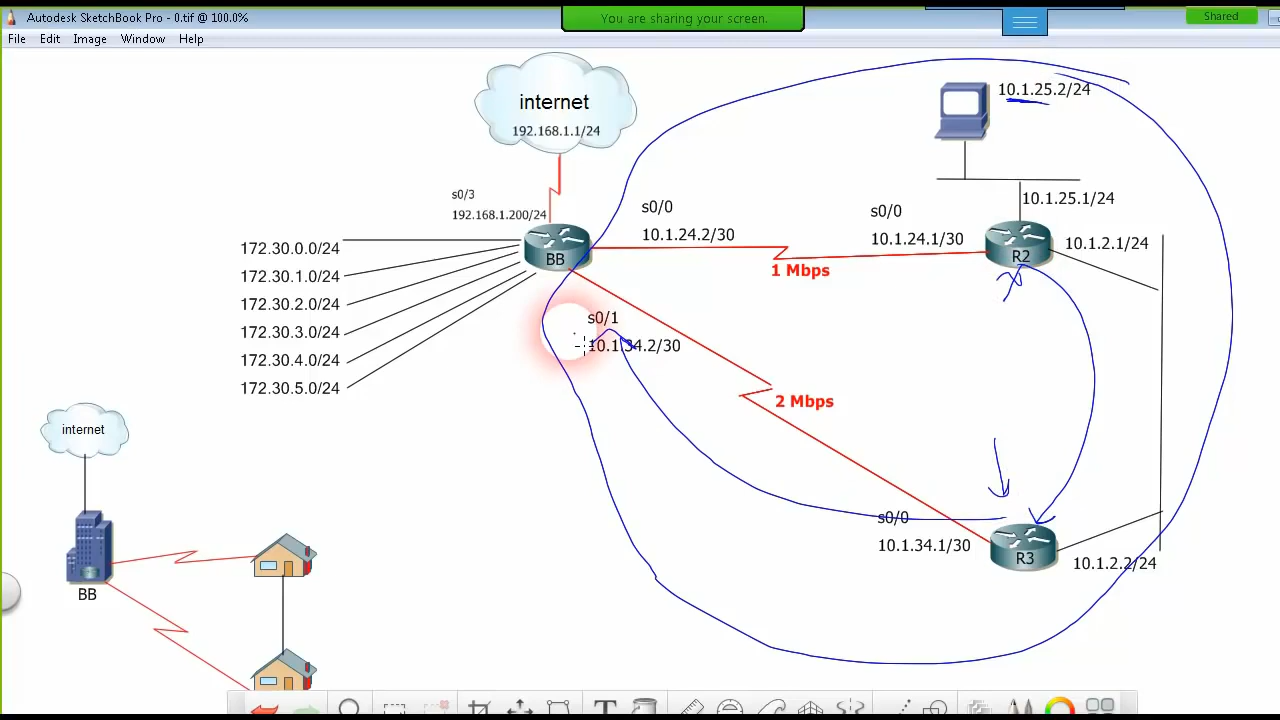 Autodesk SketchBook Pro - 0.tif @ 100.0%
You are sharing your screen.
Shared
File Edit Image Window Help
internet
192.168.1.1/24
10.1.25.2/24
s0/3
192.168.1.200/24
s0/0
10.1.24.2/30
s0/0
10.1.24.1/30
10.1.25.1/24
10.1.2.1/24
BB
R2
1 Mbps
172.30.0.0/24
172.30.1.0/24
172.30.2.0/24
172.30.3.0/24
172.30.4.0/24
172.30.5.0/24
s0/1
10.1.34.2/30
2 Mbps
internet
s0/0
10.1.34.1/30
R3
10.1.2.2/24
BB